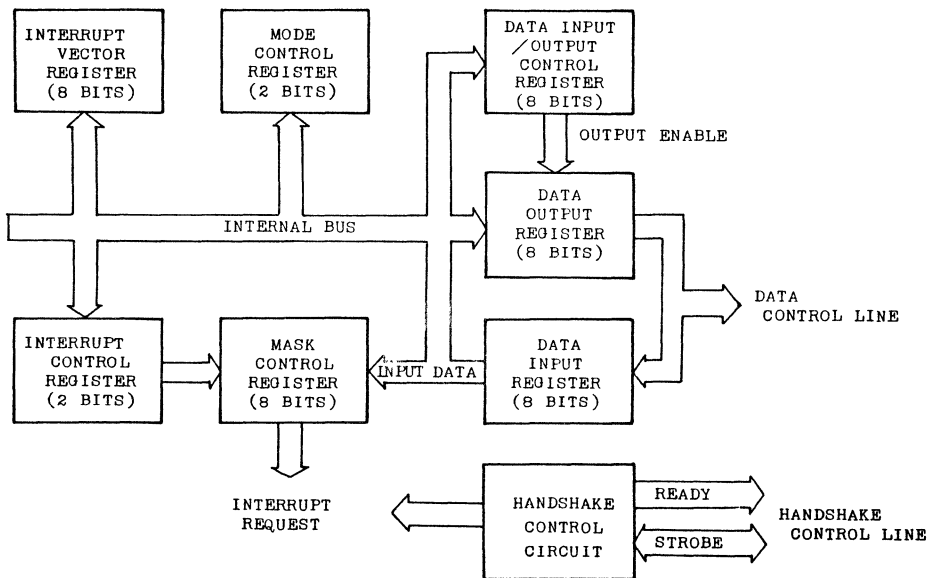 INTERRUPT
VECTOR
REGISTER
(8 BITS)
MODE
CONTROL
REGISTER
(2 BITS)
DATA INPUT
/OUTPUT
CONTROL
REGISTER
(8 BITS)
OUTPUT ENABLE
INTERNAL BUS
DATA
OUTPUT
REGISTER
(8 BITS)
DATA
CONTROL LINE
INTERRUPT
CONTROL
REGISTER
(2 BITS)
MASK
CONTROL
REGISTER
(8 BITS)
INPUT DATA
DATA
INPUT
REGISTER
(8 BITS)
INTERRUPT
REQUEST
HANDSHAKE
CONTROL
CIRCUIT
READY
STROBE
HANDSHAKE
CONTROL LINE